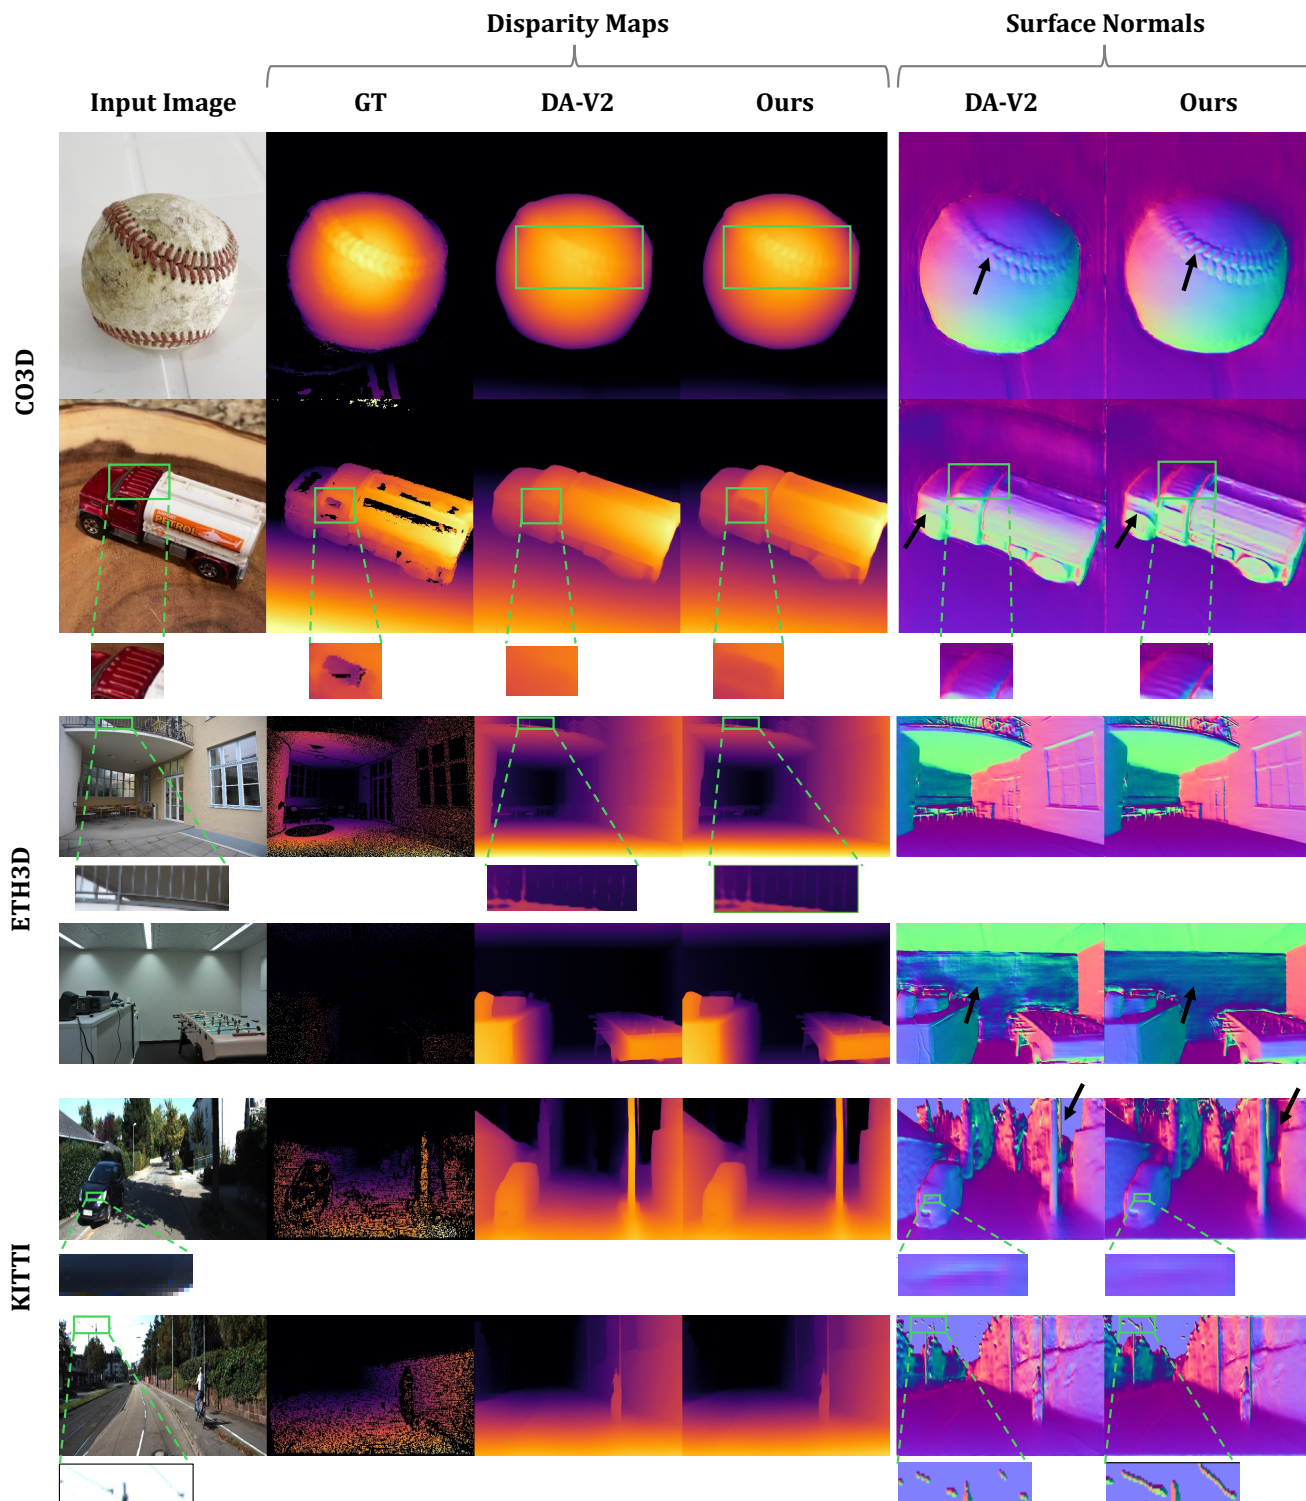 Disparity Maps
Surface Normals
Input Image
GT
DA-V2
Ours
DA-V2
Ours
CO3D
PETROL
ETH3D
KITTI